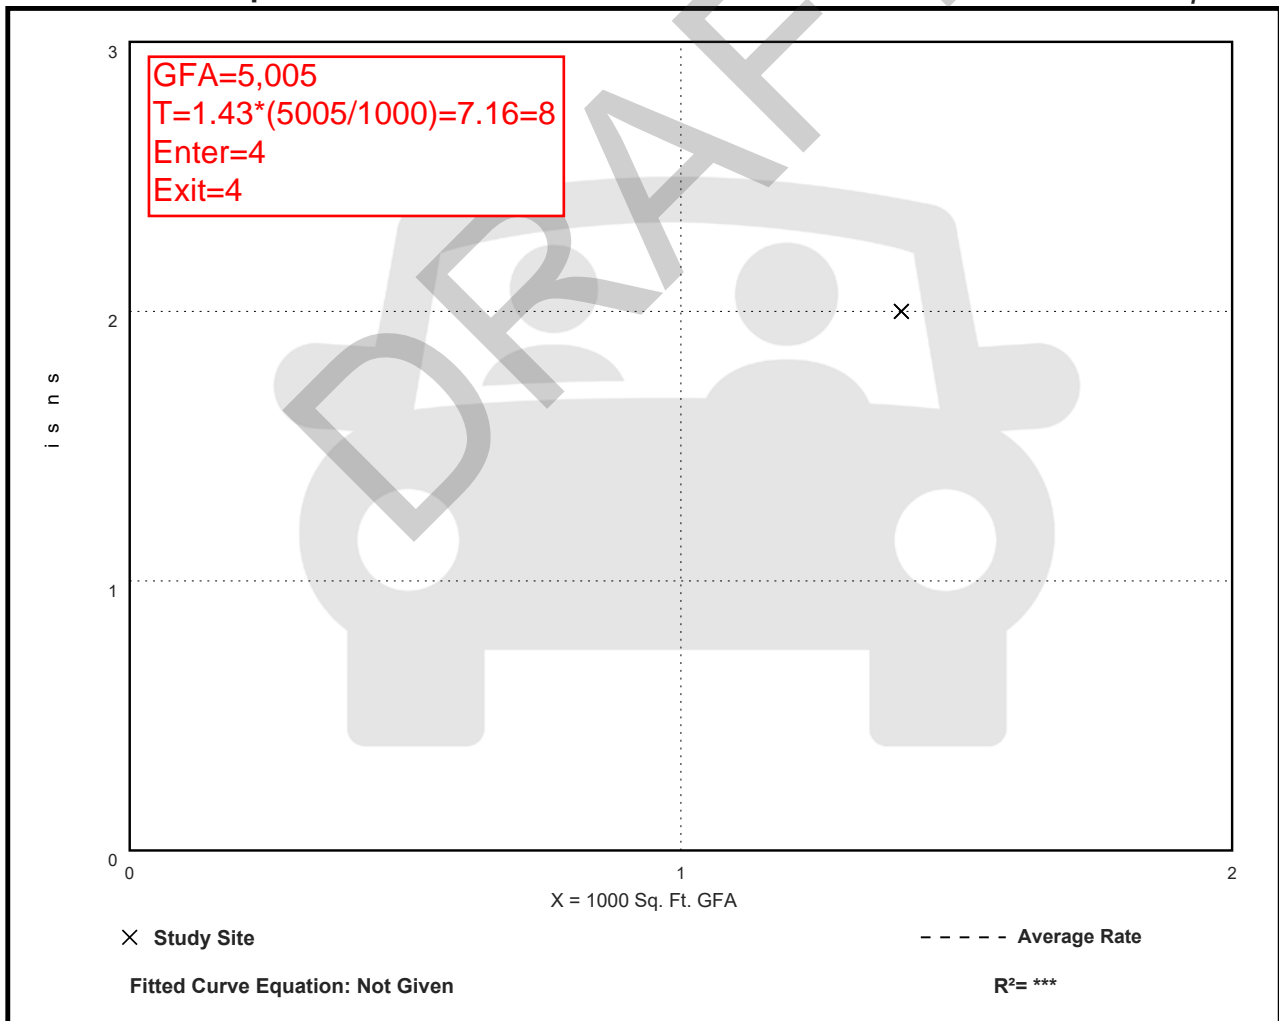 GFA=5,005
T=1.43*(5005/1000)=7.16=8
Enter=4
Exit=4
3
2
1
0
0 1 2
X = 1000 Sq. Ft. GFA
× Study Site
- - - - - Average Rate
Fitted Curve Equation: Not Given
R²= ***